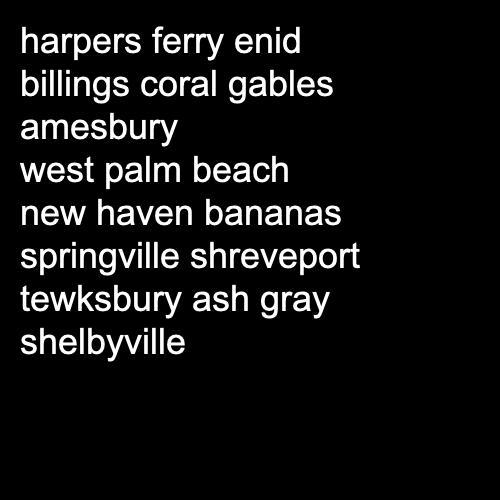 harpers ferry enid
billings coral gables
amesbury
west palm beach
new haven bananas
springville shreveport
tewksbury ash gray
shelbyville